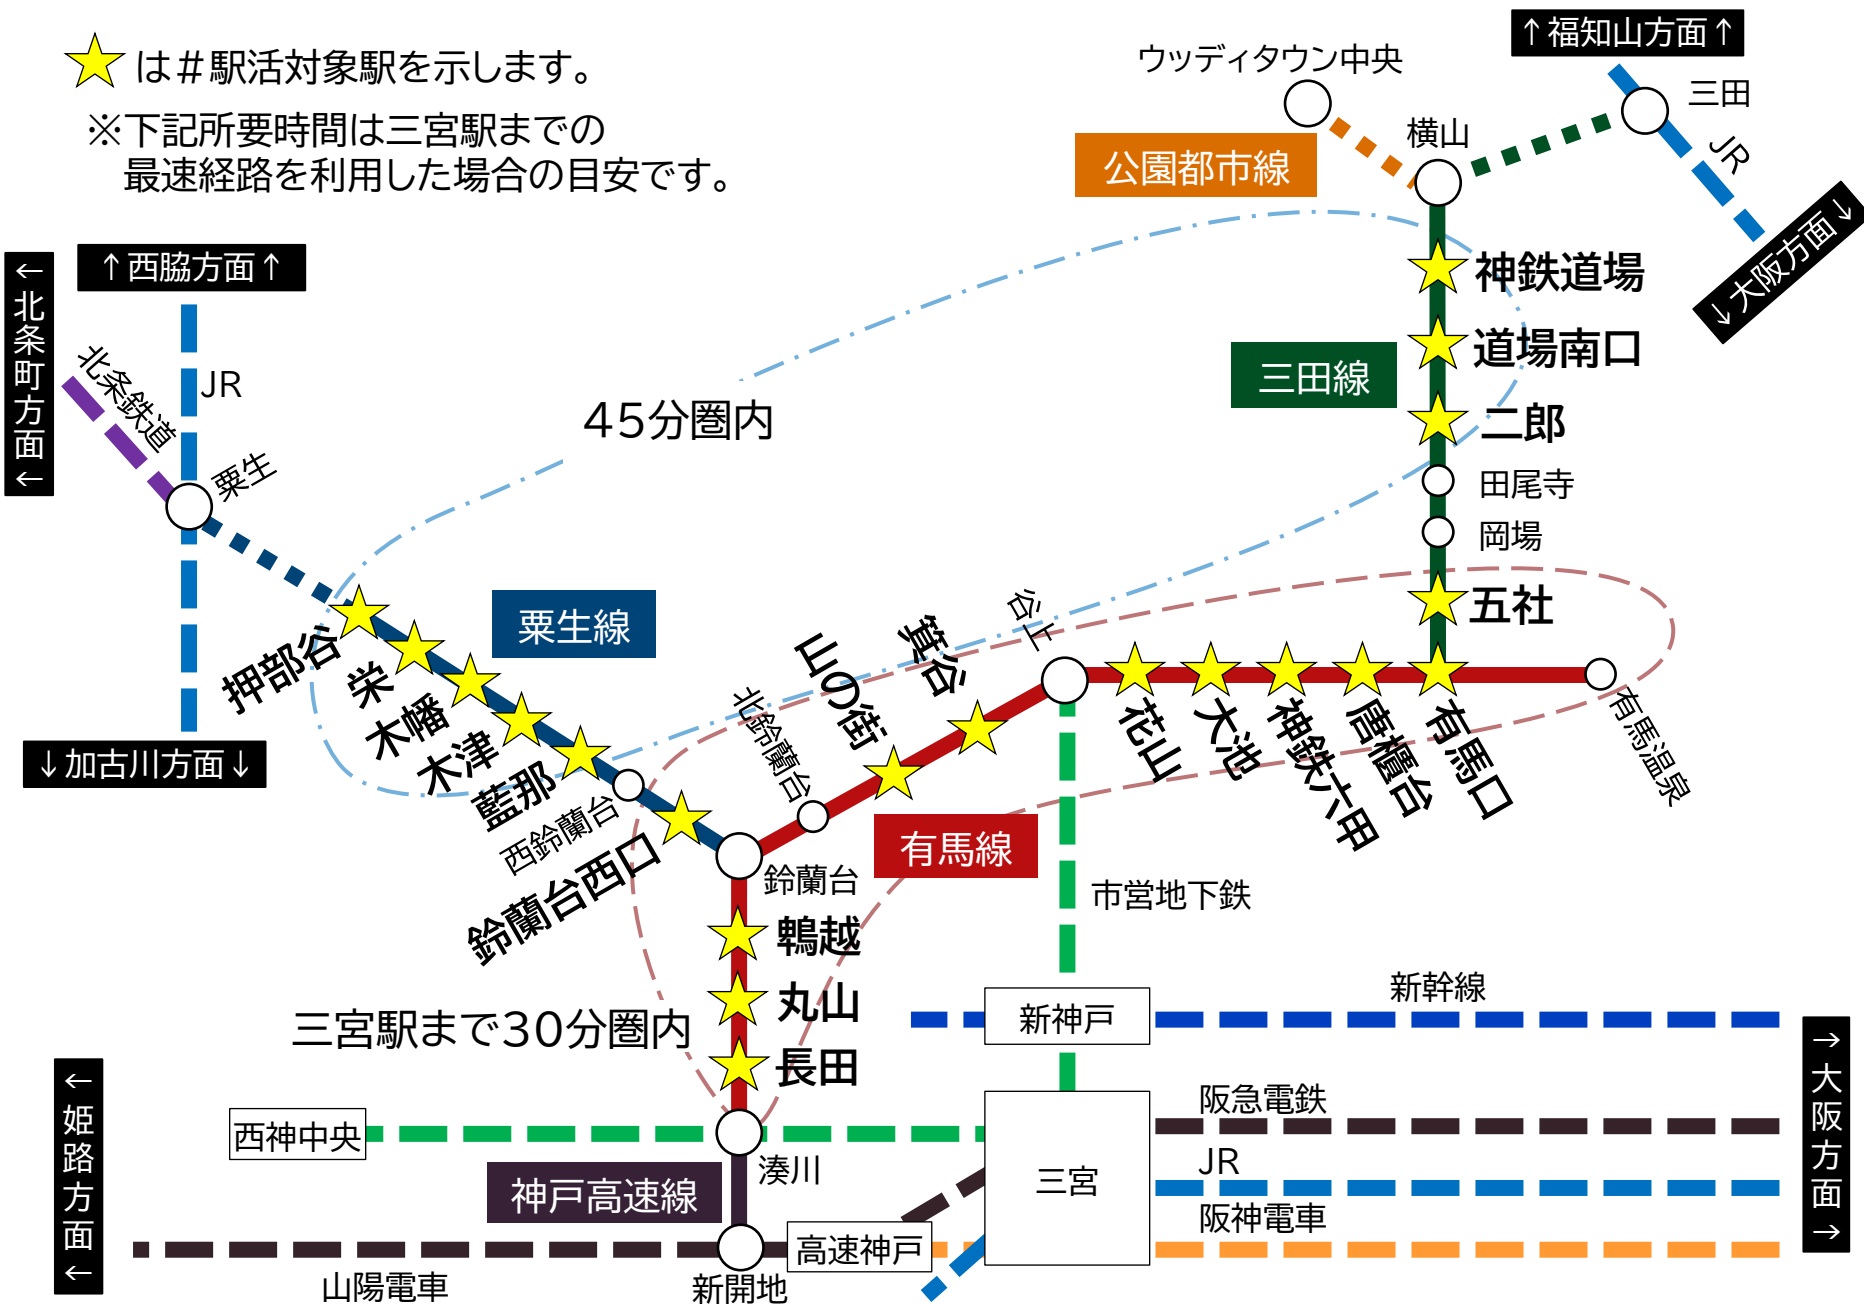 は#駅活対象駅を示します。
※下記所要時間は三宮駅までの
最速経路を利用した場合の目安です。
↑福知山方面↑
ウッディタウン中央
三田
横山
JR
公園都市線
↓大阪方面↓
↑西脇方面↑
←北条町方面←
神鉄道場
道場南口
三田線
二郎
北条鉄道
JR
45分圏内
粟生
田尾寺
岡場
五社
粟生線
谷上
箕谷
山の街
押部谷
栄
木幡
木津
藍那
西鈴蘭台
鈴蘭台西口
北鈴蘭台
花山
大池
神鉄六甲
唐櫃台
有馬口
有馬温泉
↓加古川方面↓
有馬線
鈴蘭台
市営地下鉄
鵯越
丸山
長田
三宮駅まで30分圏内
新幹線
新神戸
←姫路方面←
→大阪方面→
阪急電鉄
西神中央
湊川
三宮
JR
神戸高速線
阪神電車
高速神戸
山陽電車
新開地